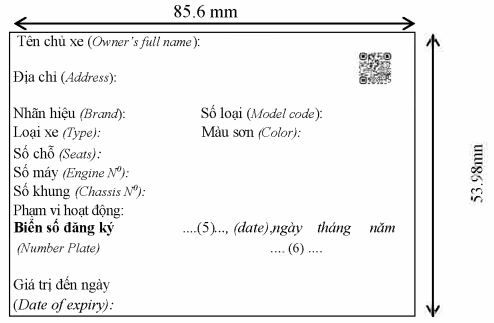 85.6 mm
Tên chủ xe (Owner's full name):
Địa chỉ (Address):
Nhãn hiệu (Brand): Số loại (Model code):
Loại xe (Type): Màu sơn (Color):
Số chỗ (Seats):
Số máy (Engine Nº):
Số khung (Chassis Nº):
Phạm vi hoạt động:
Biển số đăng ký ....(5)..., (date),ngày tháng năm
(Number Plate) .... (6) ....
Giá trị đến ngày
(Date of expiry):
53.98mm